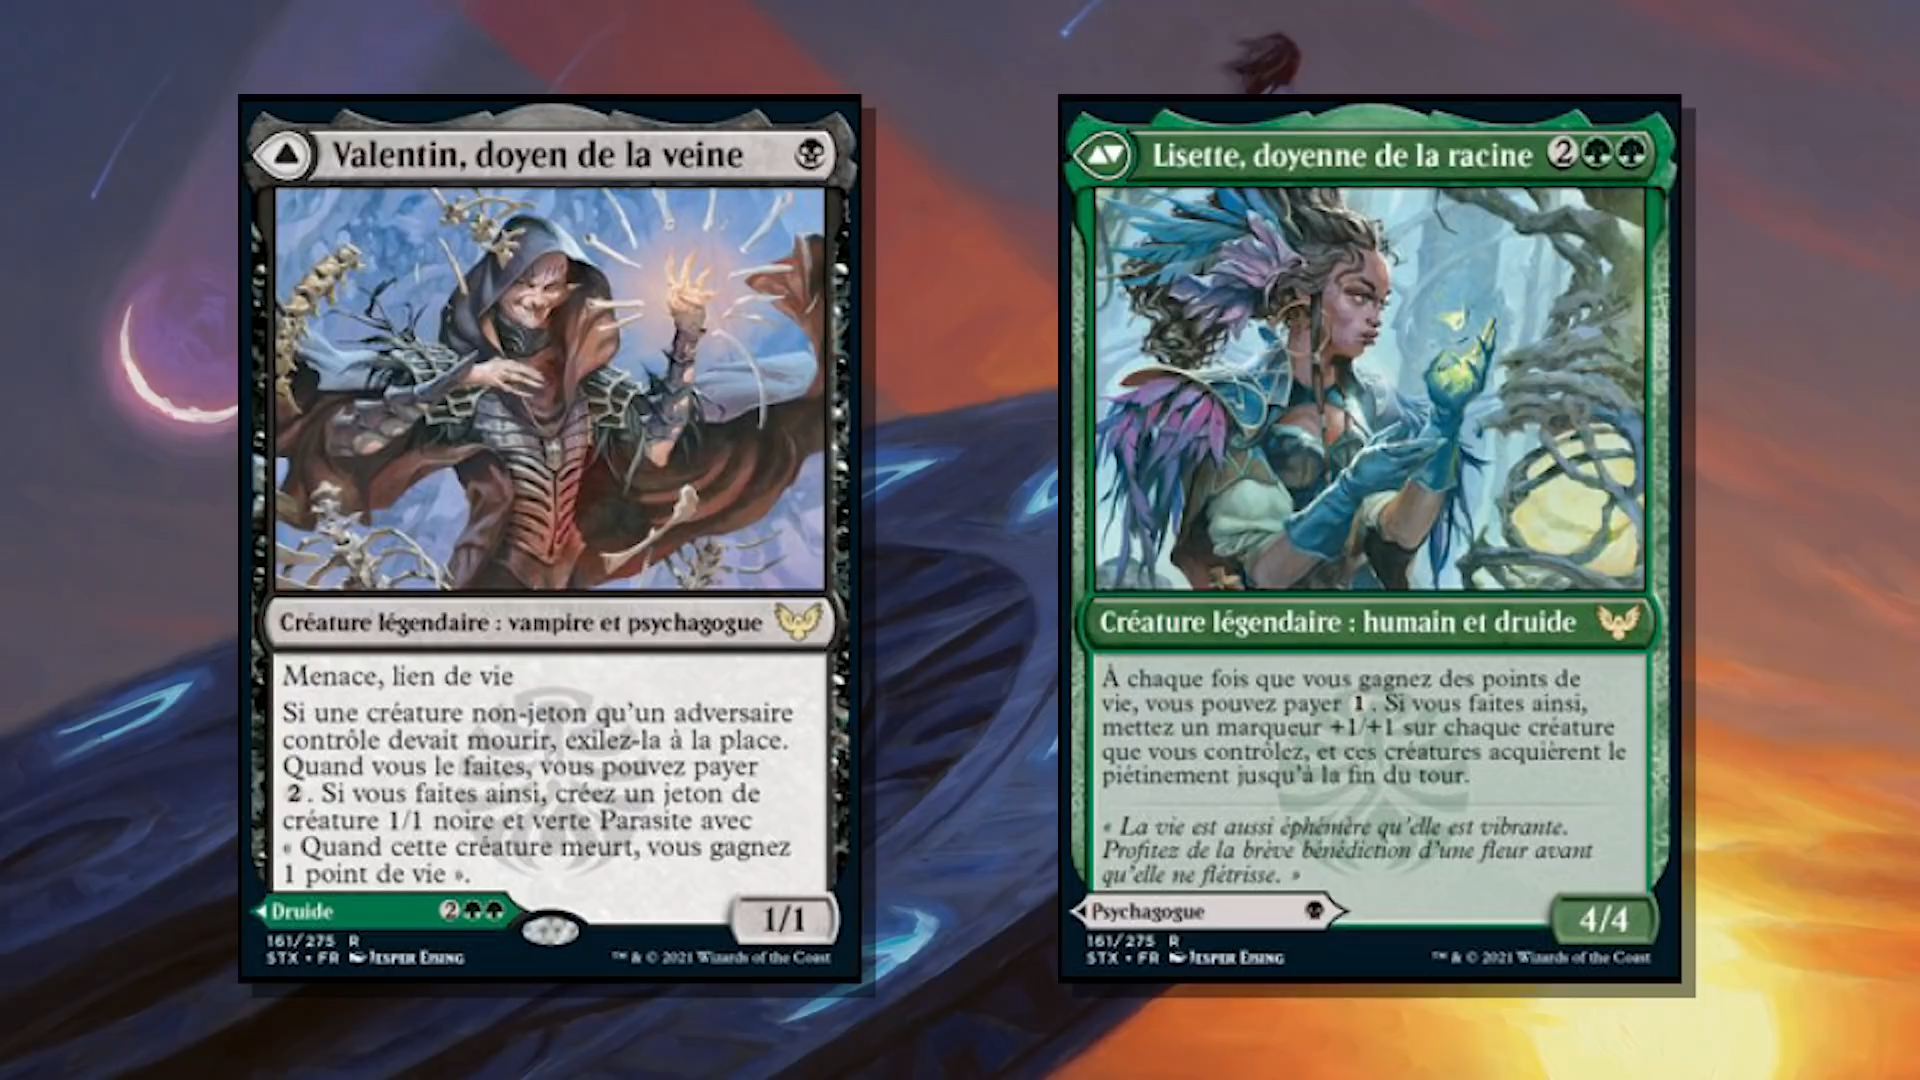 Valentin, doyen de la veine
Créature légendaire : vampire et psychagogue
Menace, lien de vie
Si une créature non-jeton qu'un adversaire
contrôle devait mourir, exilez-la à la place.
Quand vous le faites, vous pouvez payer
2. Si vous faites ainsi, créez un jeton de
créature 1/1 noire et verte Parasite avec
« Quand cette créature meurt, vous gagnez
1 point de vie ».
Druide 2
1/1
161/275 R
STX • FR JESPER EJSING
™ & © 2021 Wizards of the Coast
Lisette, doyenne de la racine 2
Créature légendaire : humain et druide
À chaque fois que vous gagnez des points de
vie, vous pouvez payer 1. Si vous faites ainsi,
mettez un marqueur +1/+1 sur chaque créature
que vous contrôlez, et ces créatures acquièrent le
piétinement jusqu'à la fin du tour.
« La vie est aussi éphémère qu'elle est vibrante.
Profitez de la brève bénédiction d'une fleur avant
qu'elle ne flétrisse. »
Psychagogue
4/4
161/275 R
STX • FR JESPER EJSING
™ & © 2021 Wizards of the Coast